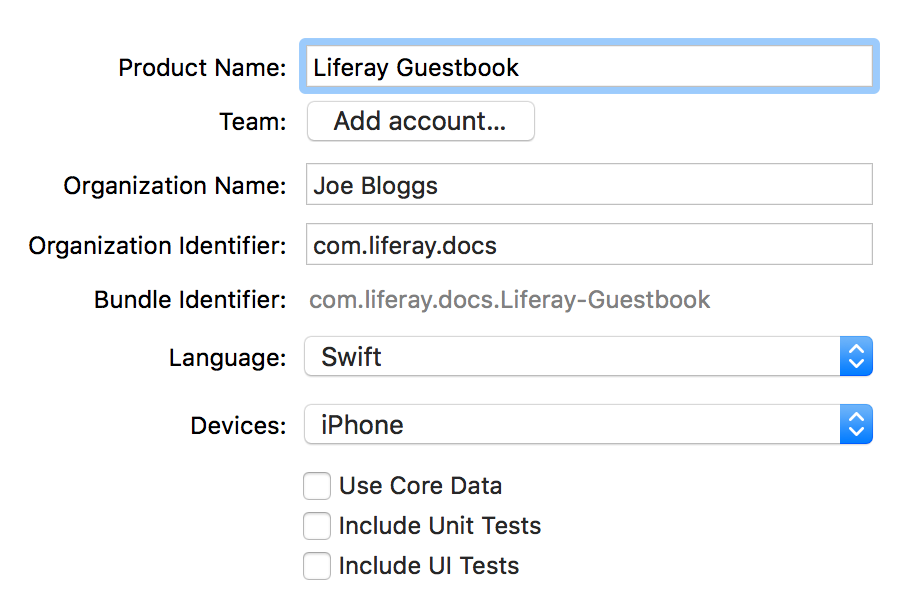 Product Name: Liferay Guestbook
Team: Add account...
Organization Name: Joe Bloggs
Organization Identifier: com.liferay.docs
Bundle Identifier: com.liferay.docs.Liferay-Guestbook
Language: Swift
Devices: iPhone
Use Core Data
Include Unit Tests
Include UI Tests